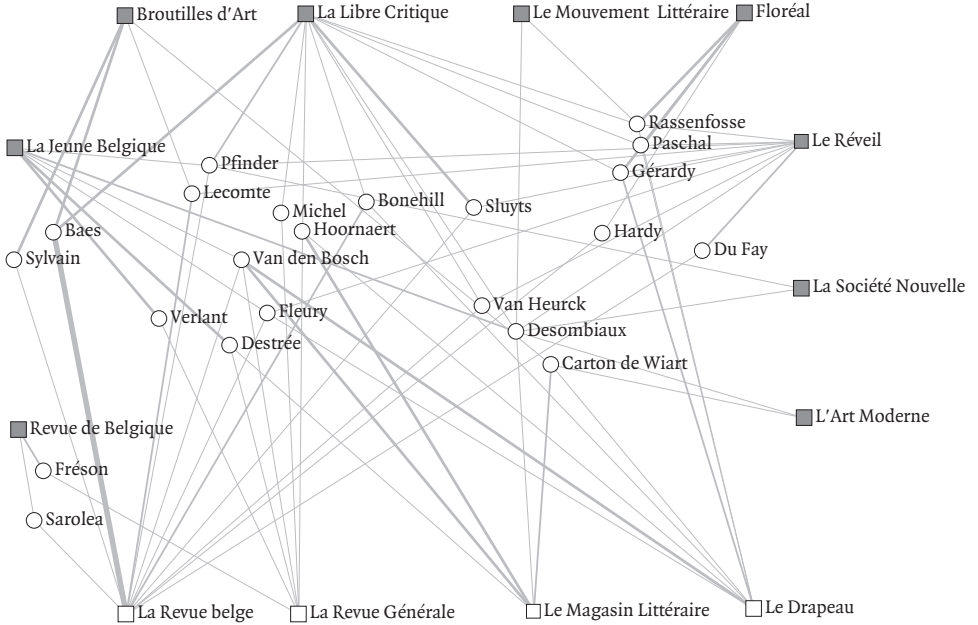 Broutilles d’Art
La Libre Critique
Le Mouvement Littéraire
Floréal
Rassenfosse
Le Réveil
Paschal
La Jeune Belgique
Pfinder
Gérardy
Lecomte
Bonehill
Sluyts
Michel
Hoornaert
Baes
Hardy
Du Fay
Sylvain
Van den Bosch
La Société Nouvelle
Van Heurck
Fleury
Verlant
Desombiaux
Destrée
Carton de Wiart
L’Art Moderne
Revue de Belgique
Fréson
Sarolea
La Revue belge
La Revue Générale
Le Magasin Littéraire
Le Drapeau